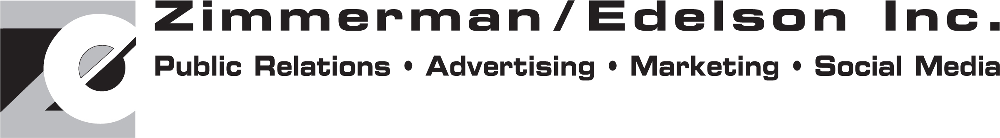 Zimmerman/Edelson Inc.
Public Relations • Advertising • Marketing • Social Media